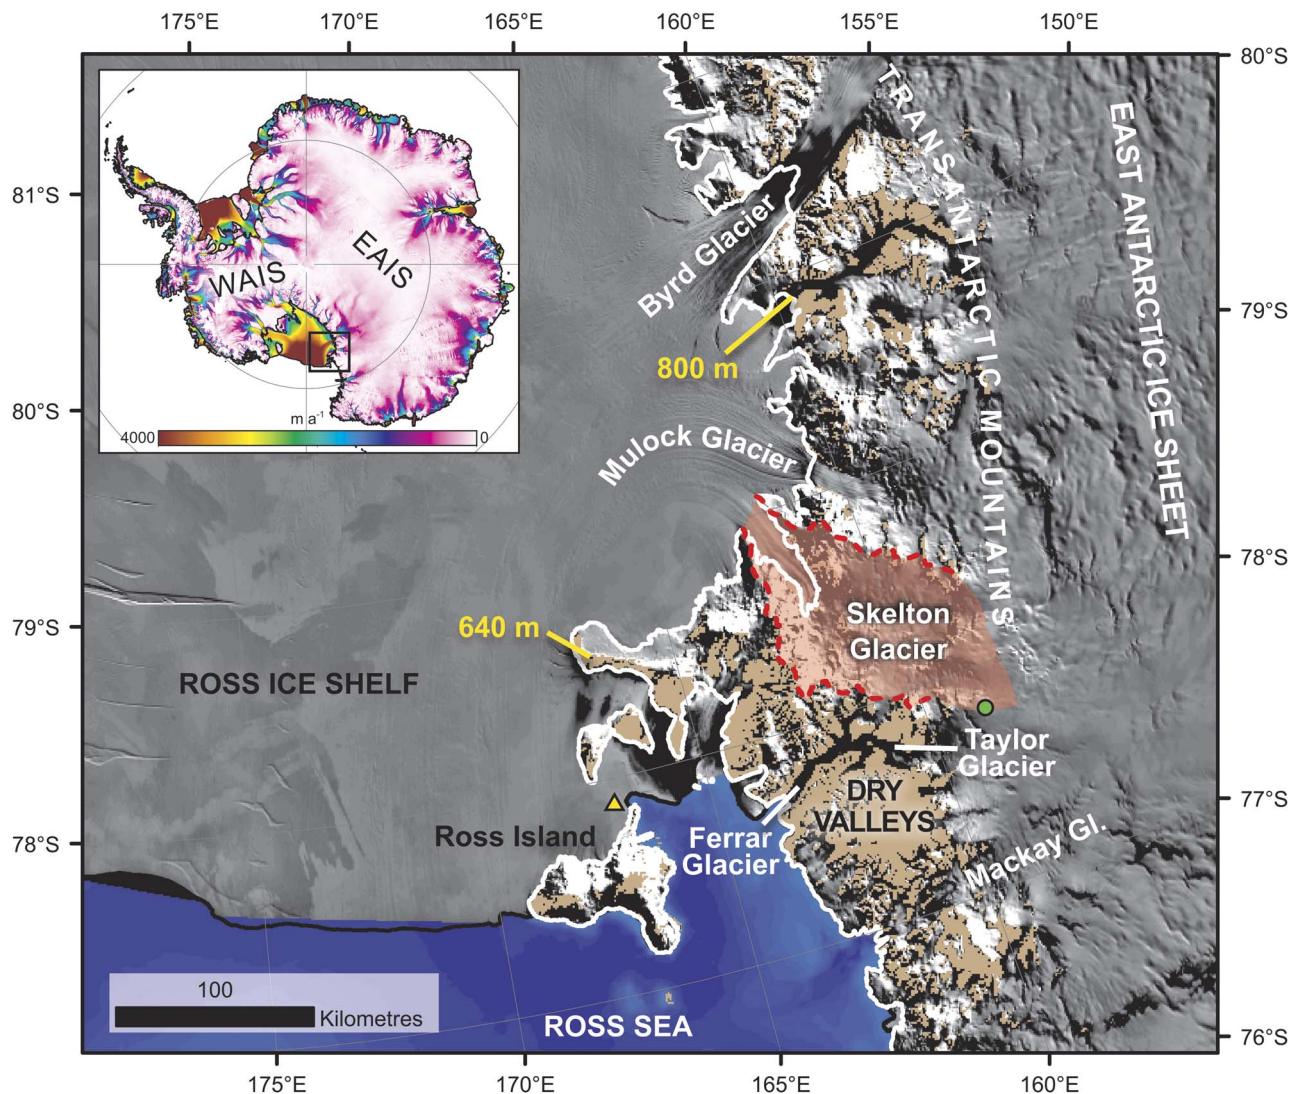 175°E
170°E
165°E
160°E
155°E
150°E
80°S
81°S
79°S
80°S
78°S
79°S
77°S
78°S
76°S
WAIS
EAIS
m a⁻¹
4000
0
TRANSANTARCTIC MOUNTAINS
EAST ANTARCTIC ICE SHEET
Byrd Glacier
800 m
Mulock Glacier
Skelton
Glacier
640 m
ROSS ICE SHELF
Taylor
Glacier
DRY
VALLEYS
Ross Island
Ferrar
Glacier
Mackay Gl.
100
Kilometres
ROSS SEA
175°E
170°E
165°E
160°E